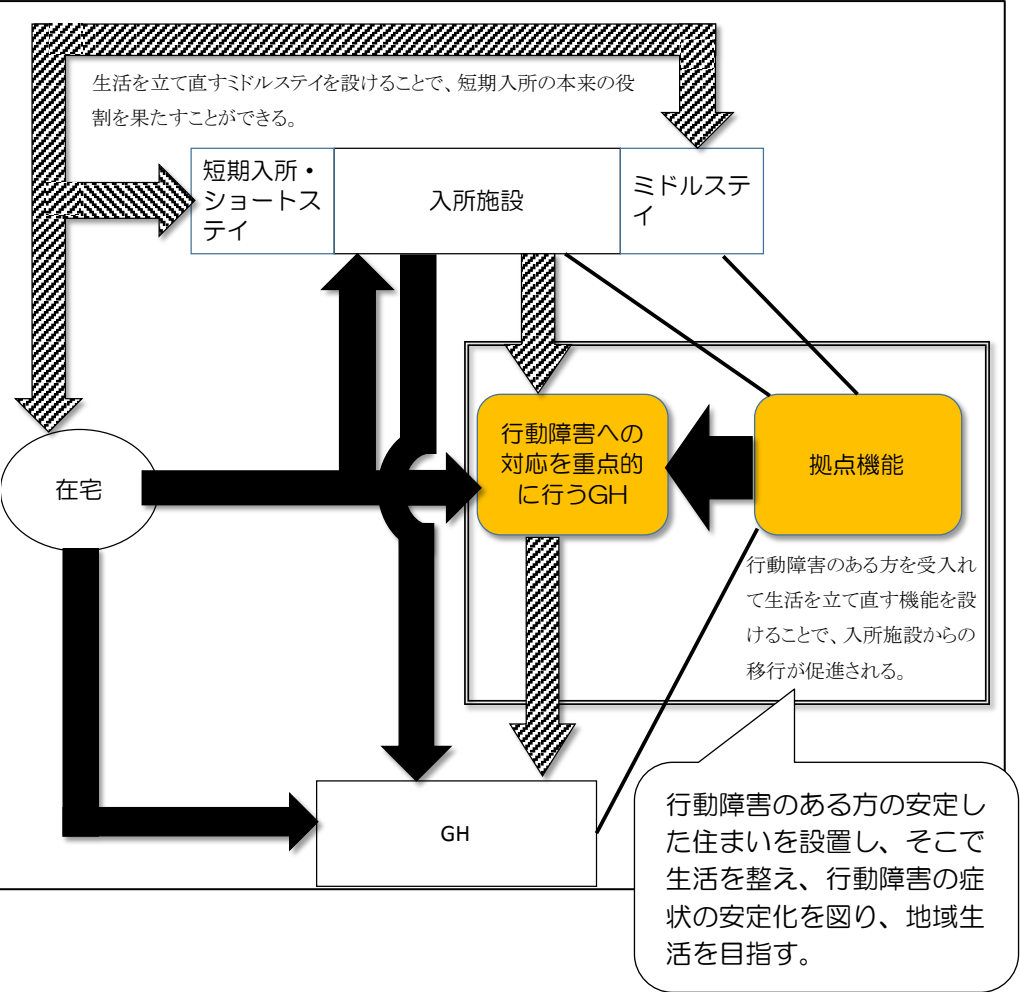 生活を立て直すミドルステイを設けることで、短期入所の本来の役
割を果たすことができる。
短期入所・
ショートス
テイ
入所施設
ミドルステ
イ
行動障害への
対応を重点的
に行うGH
拠点機能
在宅
行動障害のある方を受入れ
て生活を立て直す機能を設
けることで、入所施設からの
移行が促進される。
GH
行動障害のある方の安定し
た住まいを設置し、そこで
生活を整え、行動障害の症
状の安定化を図り、地域生
活を目指す。